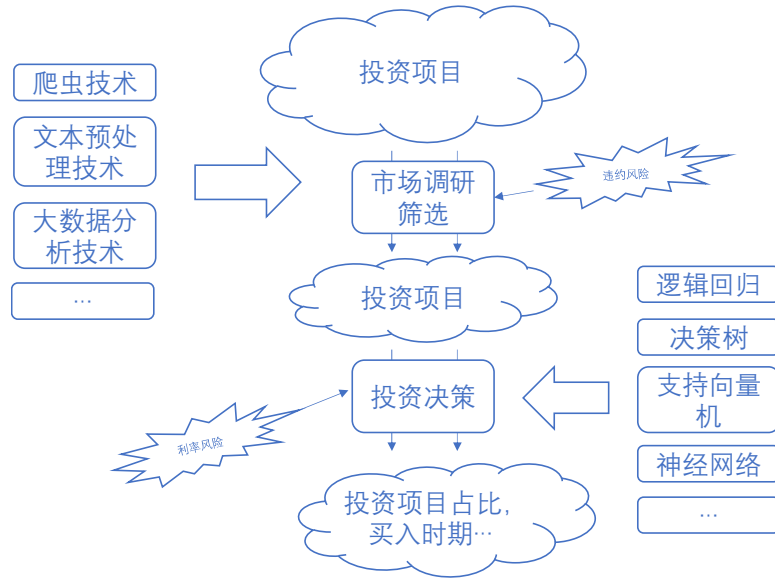 投资项目
爬虫技术
文本预处
理技术
大数据分
析技术
…
市场调研
筛选
违约风险
投资项目
逻辑回归
决策树
支持向量
机
神经网络
…
投资决策
利率风险
投资项目占比,
买入时期…